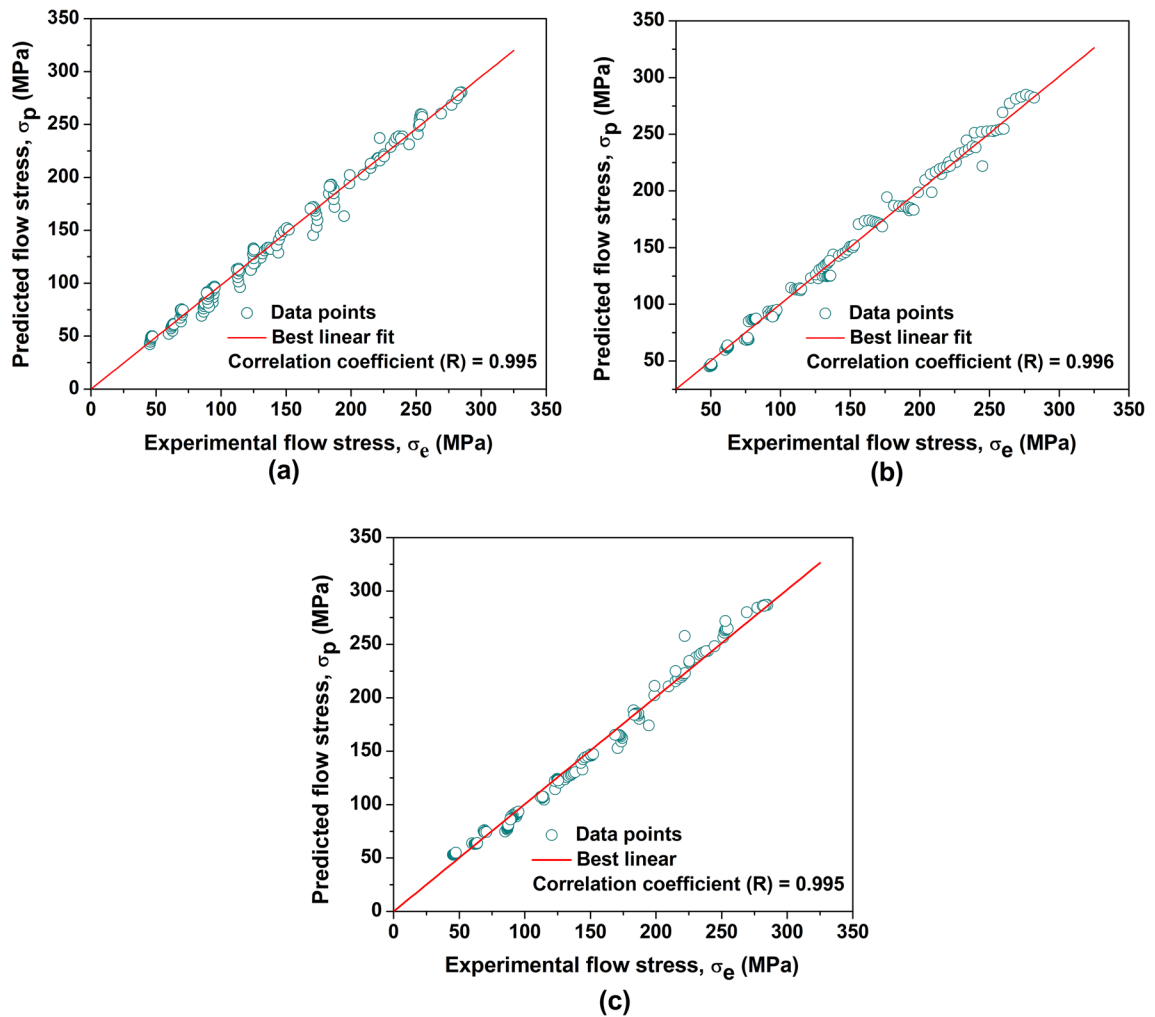 350
300
250
200
150
100
50
0
Predicted flow stress, σp (MPa)
Data points
Best linear fit
Correlation coefficient (R) = 0.995
0 50 100 150 200 250 300 350
Experimental flow stress, σe (MPa)
(a)
350
300
250
200
150
100
50
Predicted flow stress, σp (MPa)
Data points
Best linear fit
Correlation coefficient (R) = 0.996
50 100 150 200 250 300 350
Experimental flow stress, σe (MPa)
(b)
350
300
250
200
150
100
50
0
Predicted flow stress, σp (MPa)
Data points
Best linear
Correlation coefficient (R) = 0.995
0 50 100 150 200 250 300 350
Experimental flow stress, σe (MPa)
(c)